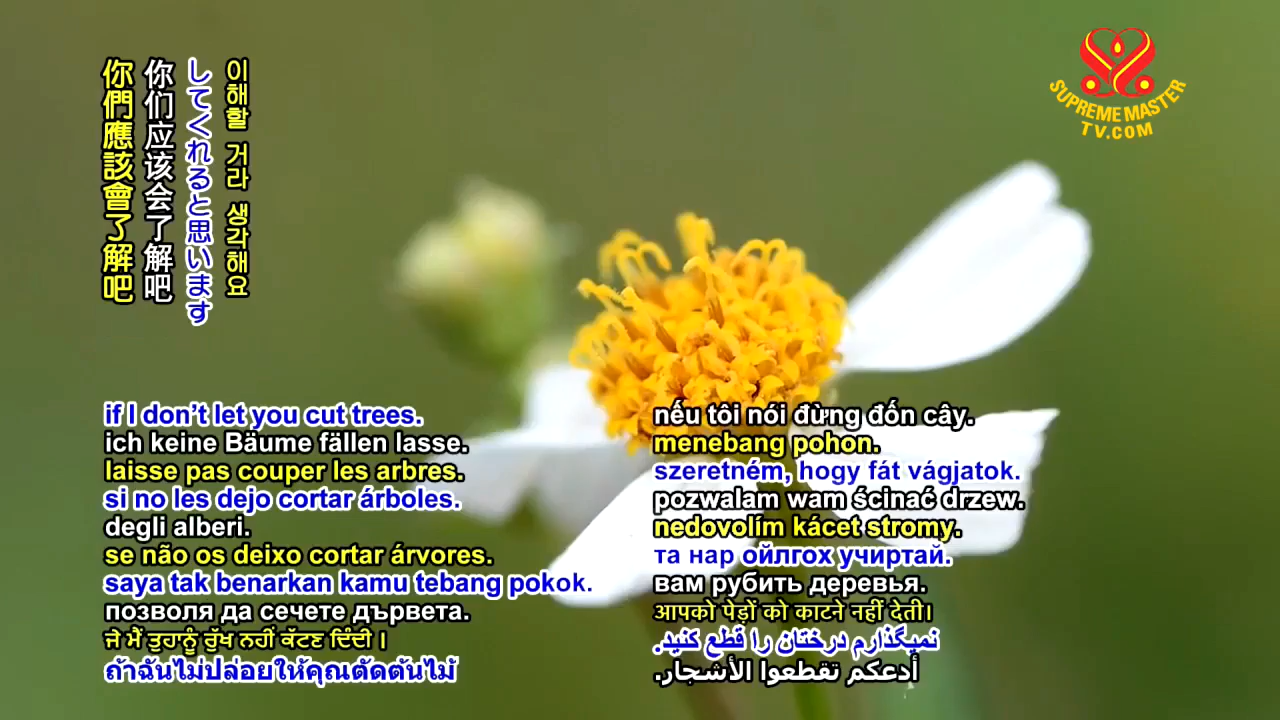 你們應該會了解吧
你们应该会了解吧
してくれると思います
이해할 거라 생각해요
SUPREME MASTER
TV.COM
if I don't let you cut trees.
ich keine Bäume fällen lasse.
laisse pas couper les arbres.
si no les dejo cortar árboles.
degli alberi.
se não os deixo cortar árvores.
saya tak benarkan kamu tebang pokok.
позволя да сечете дървета.
ਜੇ ਮੈਂ ਤੁਹਾਨੂੰ ਰੁੱਖ ਨਹੀਂ ਕੱਟਣ ਦਿੰਦੀ।
ถ้าฉันไม่ปล่อยให้คุณตัดต้นไม้
nếu tôi nói đừng đốn cây.
menebang pohon.
szeretném, hogy fát vágjatok.
pozwalam wam ścinać drzew.
nedovolím kácet stromy.
та нар ойлгох учиртай.
вам рубить деревья.
आपको पेड़ों को काटने नहीं देती।
نمیگذارم درختان را قطع کنید.
أدعكم تقطعوا الأشجار.